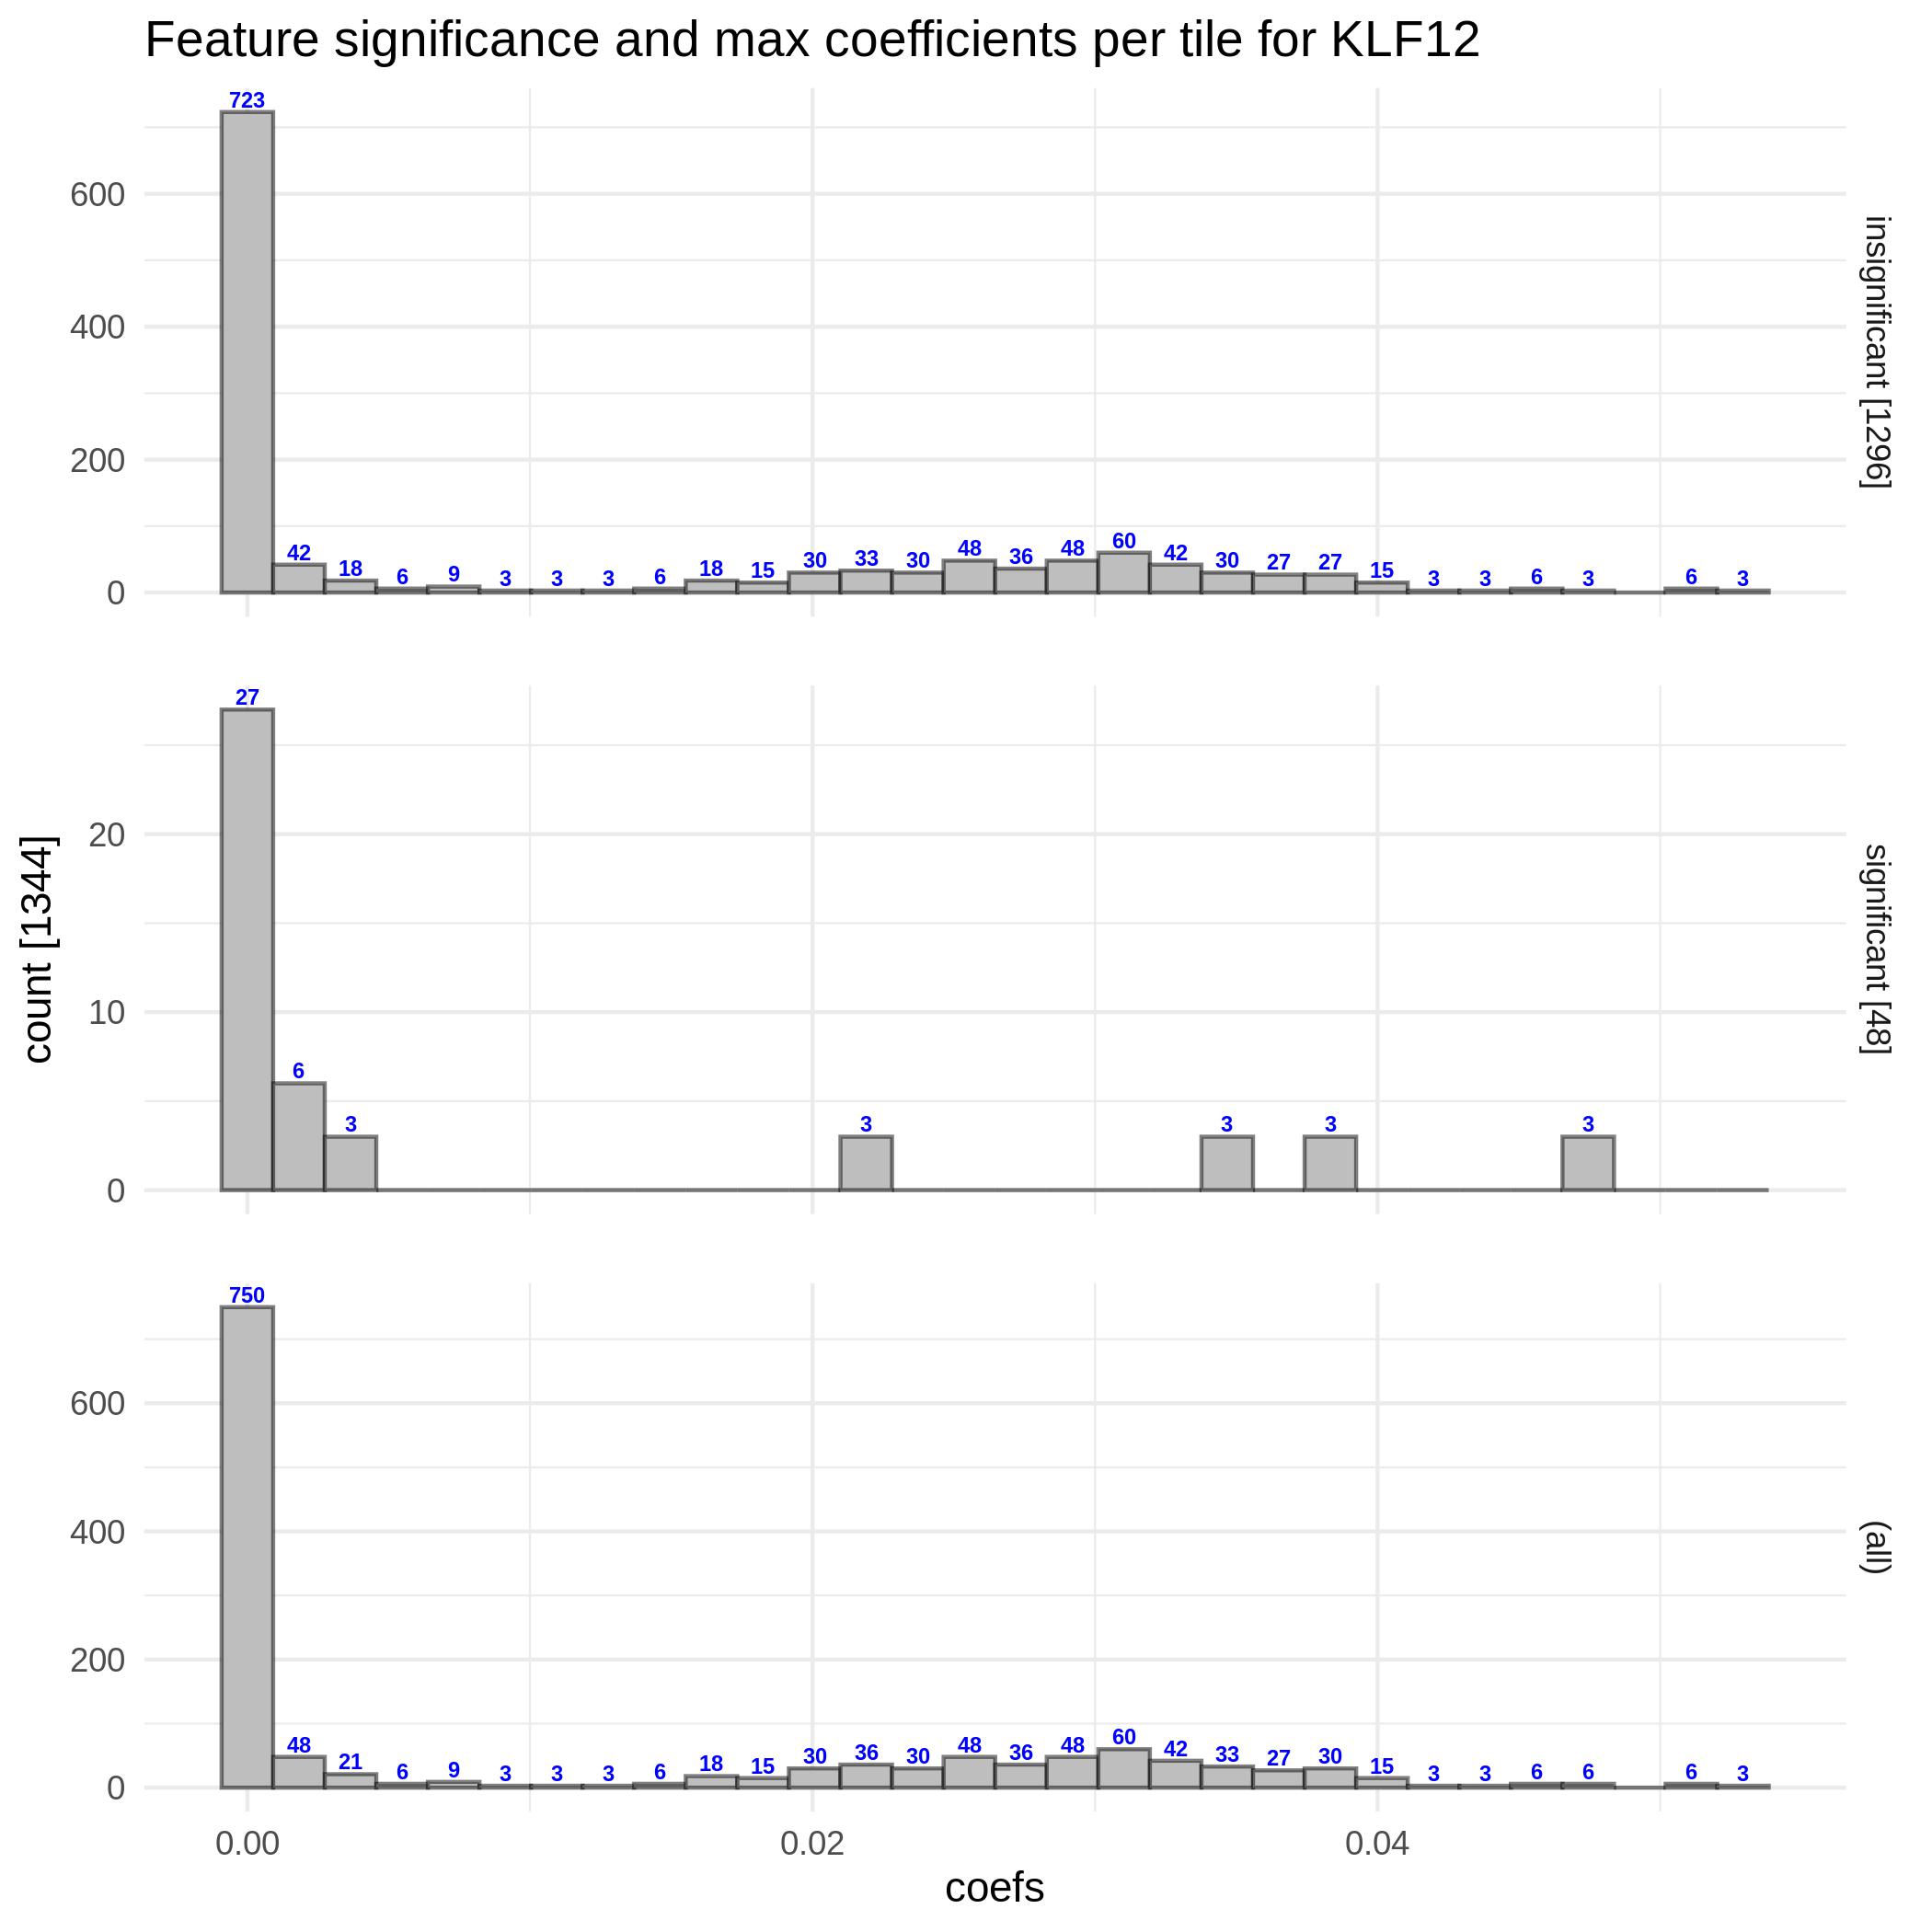 Feature significance and max coefficients per tile for KLF12
723
600
400
200
0
42 18 6 9 3 3 3 6 18 15 30 33 30 48 36 48 60 42 30 27 27 15 3 3 6 3 6 3
insignificant [1296]
27
20
10
0
6 3 3 3 3 3
significant [48]
count [1344]
750
600
400
200
0
48 21 6 9 3 3 3 6 18 15 30 36 30 48 36 48 60 42 33 27 30 15 3 3 6 6 6 3
(all)
0.00 0.02 0.04
coefs